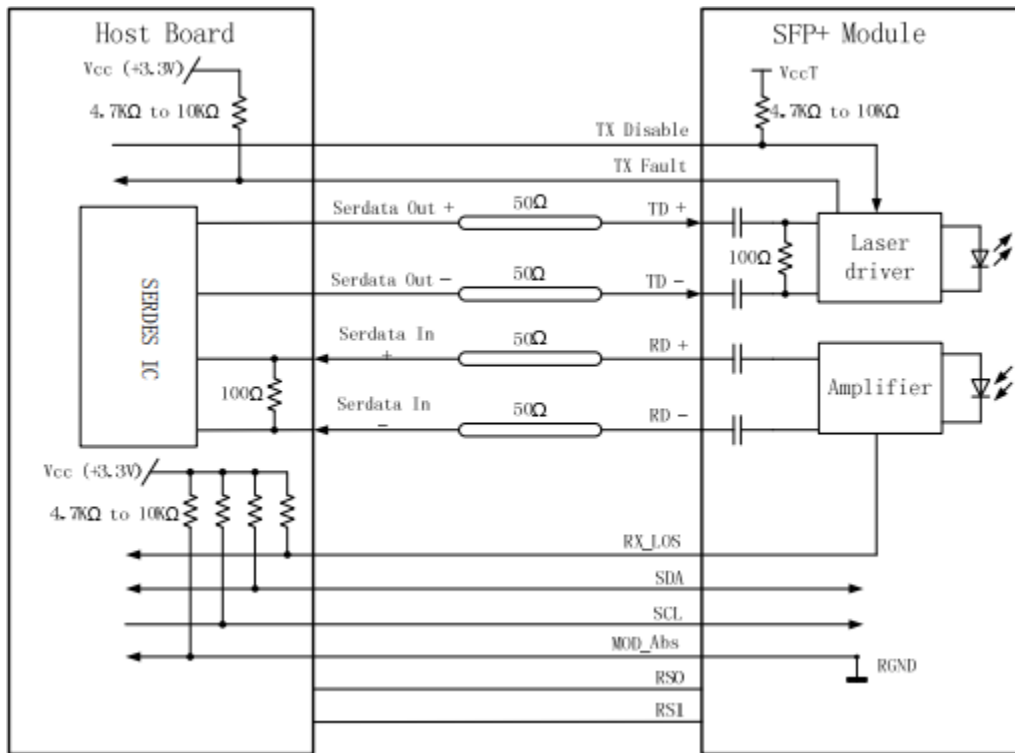 Host Board
SFP+ Module
Vcc (+3.3V)
VccT
4.7KΩ to 10KΩ
4.7KΩ to 10KΩ
TX Disable
TX Fault
Serdata Out +
50Ω
TD +
100Ω
Laser
driver
Serdata Out -
50Ω
TD -
SERDES IC
Serdata In
+
50Ω
RD +
100Ω
Amplifier
Serdata In
-
50Ω
RD -
Vcc (+3.3V)
4.7KΩ to 10KΩ
RX_LOS
SDA
SCL
MOD_Abs
RGND
RS0
RS1